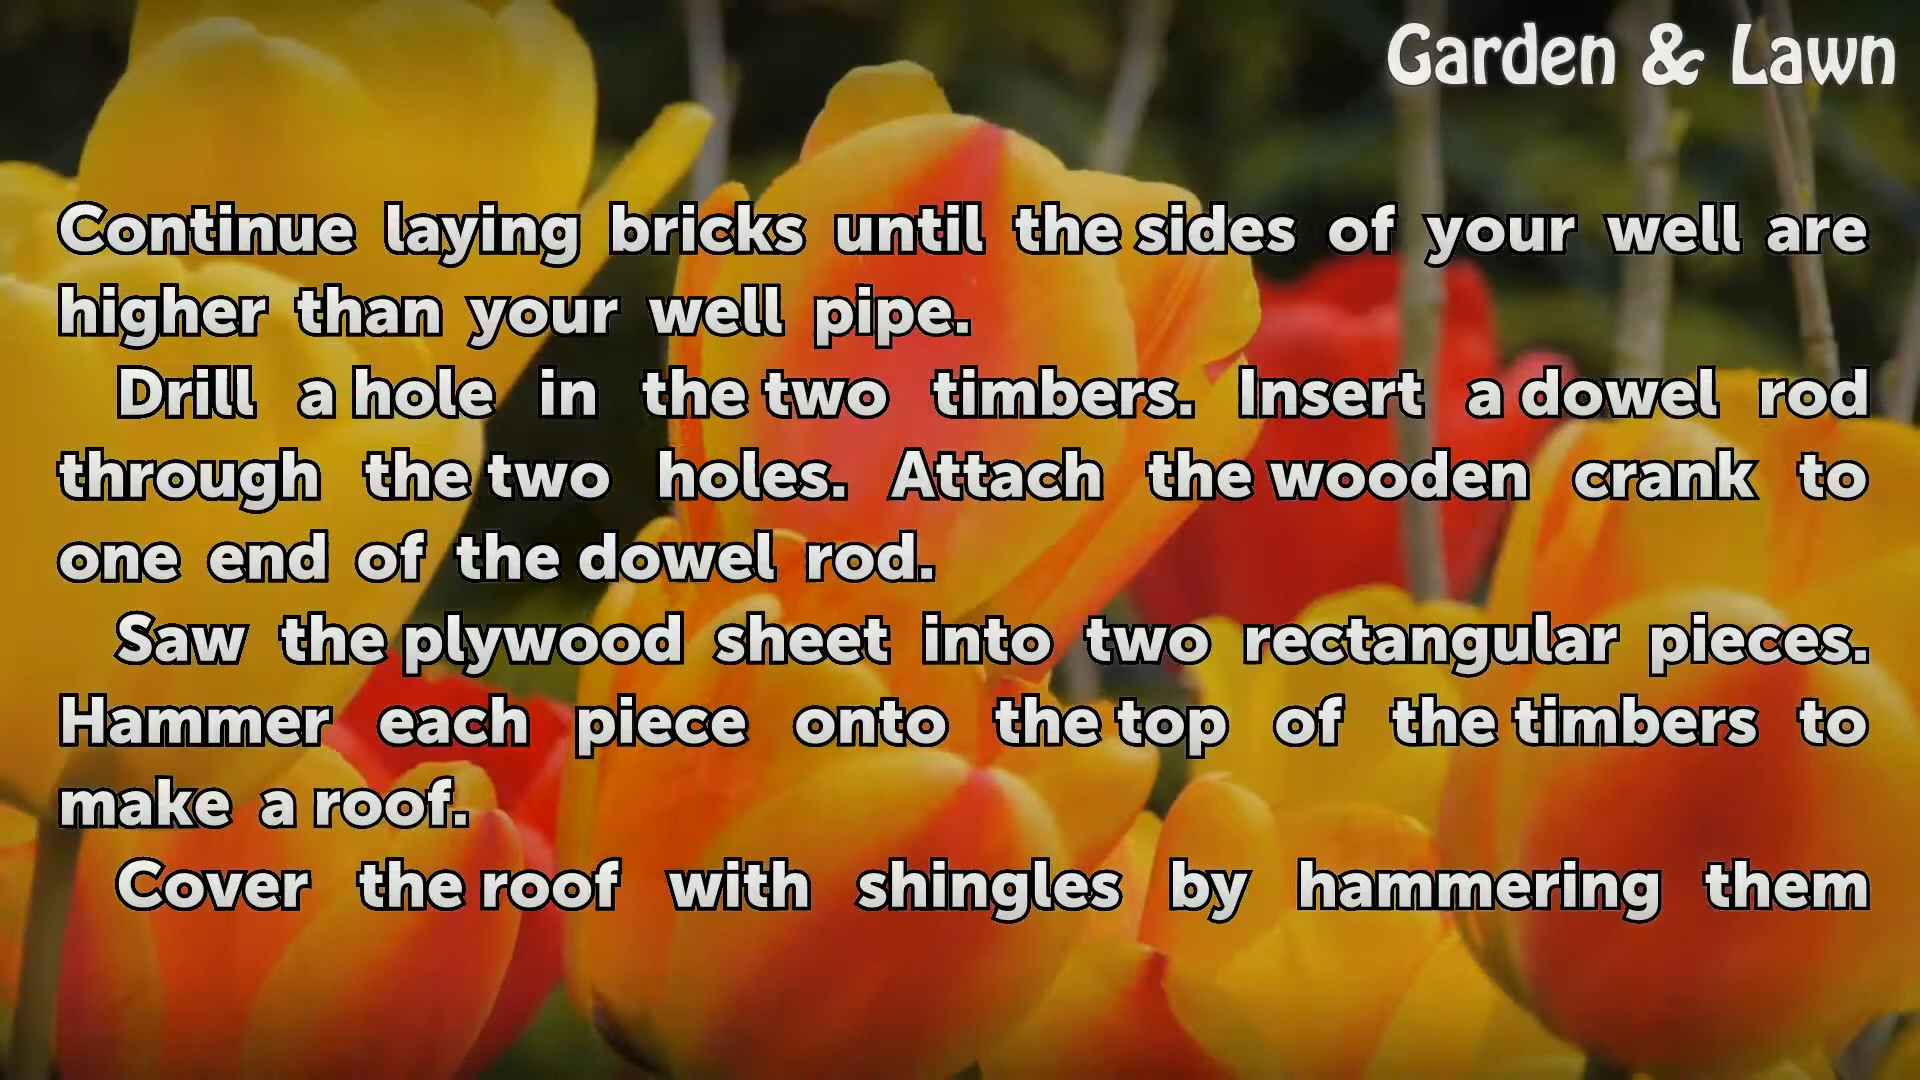 Garden & Lawn
Continue laying bricks until the sides of your well are
higher than your well pipe.
Drill a hole in the two timbers. Insert a dowel rod
through the two holes. Attach the wooden crank to
one end of the dowel rod.
Saw the plywood sheet into two rectangular pieces.
Hammer each piece onto the top of the timbers to
make a roof.
Cover the roof with shingles by hammering them